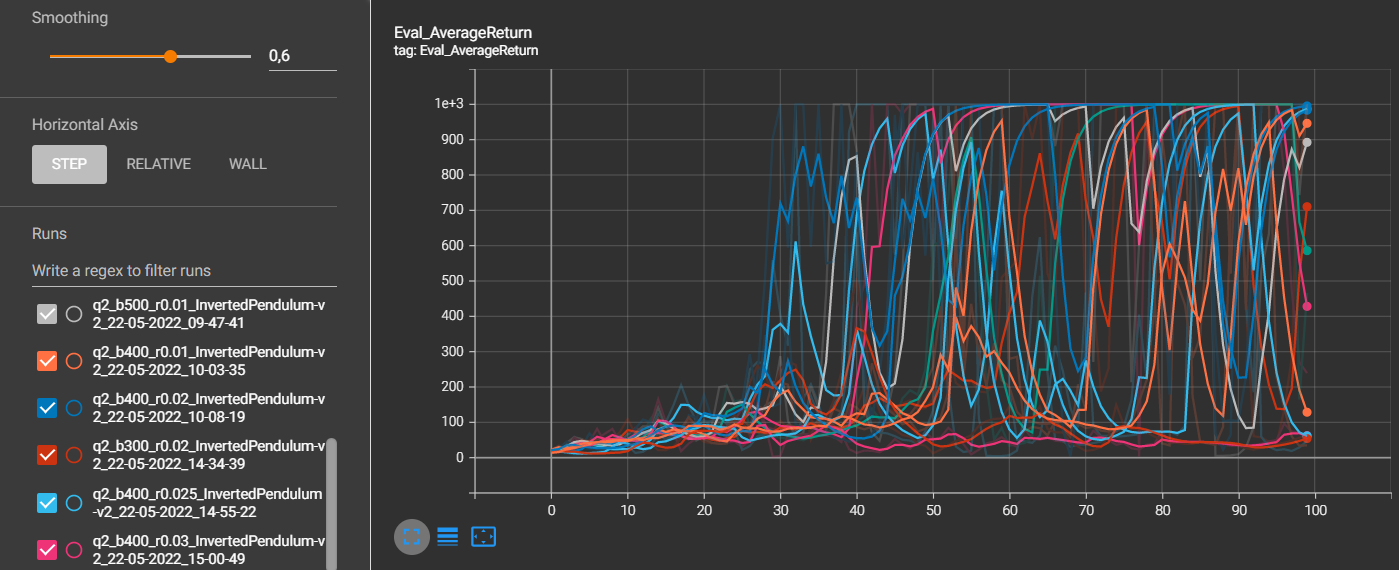 Smoothing
0,6
Horizontal Axis
STEP RELATIVE WALL
Runs
Write a regex to filter runs
q2_b500_r0.01_InvertedPendulum-v
2_22-05-2022_09-47-41
q2_b400_r0.01_InvertedPendulum-v
2_22-05-2022_10-03-35
q2_b400_r0.02_InvertedPendulum-v
2_22-05-2022_10-08-19
q2_b300_r0.02_InvertedPendulum-v
2_22-05-2022_14-34-39
q2_b400_r0.025_InvertedPendulum
-v2_22-05-2022_14-55-22
q2_b400_r0.03_InvertedPendulum-v
2_22-05-2022_15-00-49
Eval_AverageReturn
tag: Eval_AverageReturn
1e+3
900
800
700
600
500
400
300
200
100
0
0 10 20 30 40 50 60 70 80 90 100